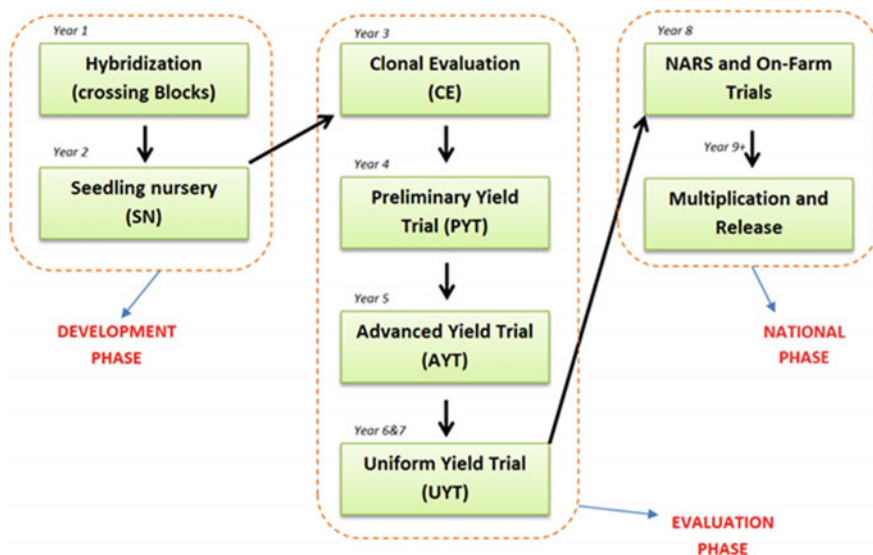 Year 1
Hybridization
(crossing Blocks)
Year 2
Seedling nursery
(SN)
DEVELOPMENT
PHASE
Year 3
Clonal Evaluation
(CE)
Year 4
Preliminary Yield
Trial (PYT)
Year 5
Advanced Yield Trial
(AYT)
Year 6&7
Uniform Yield Trial
(UYT)
EVALUATION
PHASE
Year 8
NARS and On-Farm
Trials
Year 9+
Multiplication and
Release
NATIONAL
PHASE